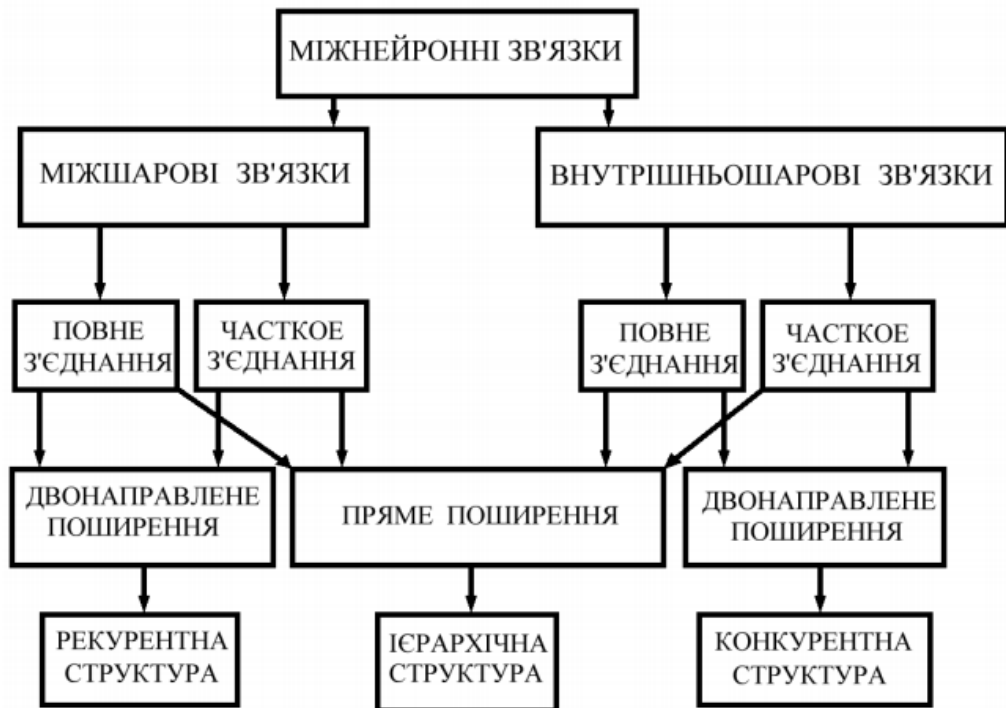 МІЖНЕЙРОННІ ЗВ'ЯЗКИ
МІЖШАРОВІ ЗВ'ЯЗКИ
ВНУТРІШНЬОШАРОВІ ЗВ'ЯЗКИ
ПОВНЕ
З'ЄДНАННЯ
ЧАСТКОЕ
З'ЄДНАННЯ
ПОВНЕ
З'ЄДНАННЯ
ЧАСТКОЕ
З'ЄДНАННЯ
ДВОНАПРАВЛЕНЕ
ПОШИРЕННЯ
ПРЯМЕ ПОШИРЕННЯ
ДВОНАПРАВЛЕНЕ
ПОШИРЕННЯ
РЕКУРЕНТНА
СТРУКТУРА
ІЄРАРХІЧНА
СТРУКТУРА
КОНКУРЕНТНА
СТРУКТУРА